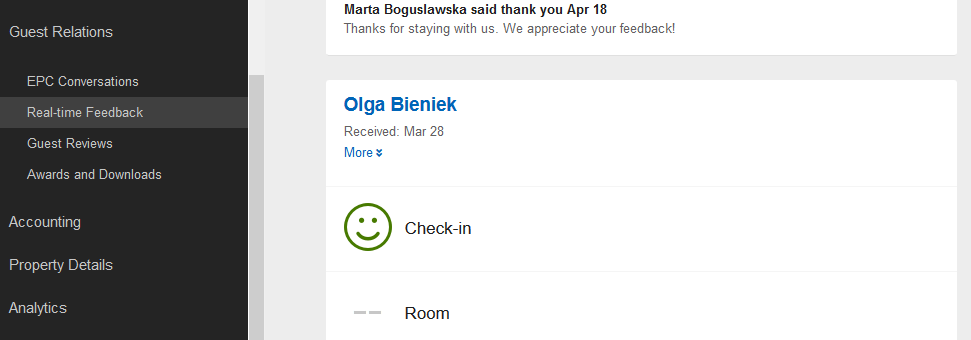 Guest Relations
EPC Conversations
Real-time Feedback
Guest Reviews
Awards and Downloads
Accounting
Property Details
Analytics
Marta Boguslawska said thank you Apr 18
Thanks for staying with us. We appreciate your feedback!
Olga Bieniek
Received: Mar 28
More
Check-in
Room